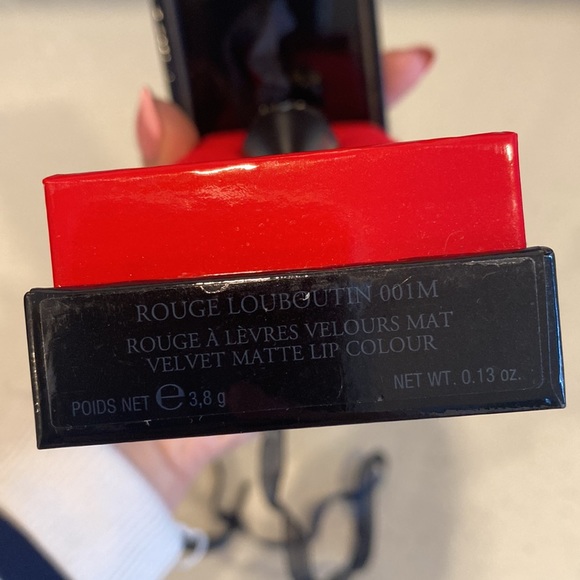 ROUGE LOUBOUTIN 001M
ROUGE À LÈVRES VELOURS MAT
VELVET MATTE LIP COLOUR
POIDS NET ℮ 3,8 g
NET WT. 0.13 oz.